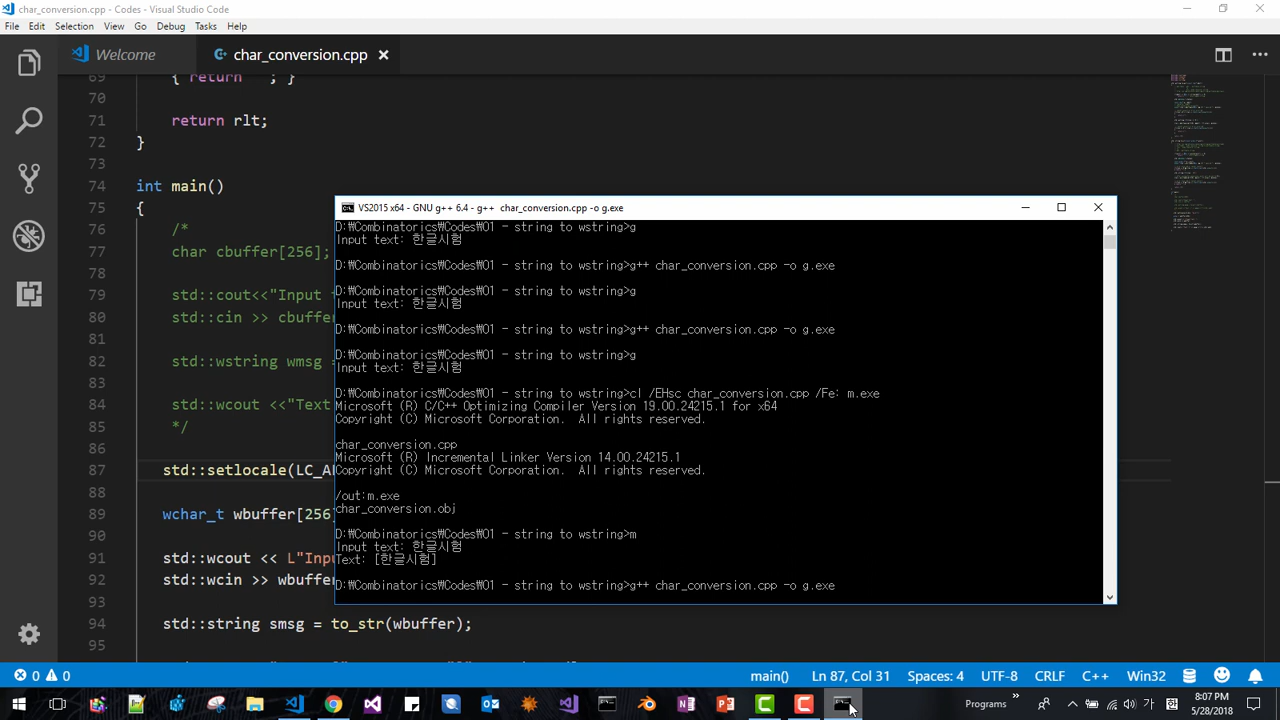 char_conversion.cpp - Codes - Visual Studio Code
File Edit Selection View Go Debug Tasks Help
Welcome char_conversion.cpp
69 { return ; }
70
71 return rlt;
72 }
73
74 int main()
75 {
76 /*
77 char cbuffer[256];
78
79 std::cout<<"Input
80 std::cin >> cbuffer
81
82 std::wstring wmsg =
83
84 std::wcout <<"Text
85 */
86
87 std::setlocale(LC_AL
88
89 wchar_t wbuffer[256]
90
91 std::wcout << L"Inpu
92 std::wcin >> wbuffer
93
94 std::string smsg = to_str(wbuffer);
95
VS2015 x64 - GNU g++ 6.4 - g++ char_conversion.cpp -o g.exe
D:₩Combinatorics₩Codes₩01 - string to wstring>g
Input text: 한글시험
D:₩Combinatorics₩Codes₩01 - string to wstring>g++ char_conversion.cpp -o g.exe
D:₩Combinatorics₩Codes₩01 - string to wstring>g
Input text: 한글시험
D:₩Combinatorics₩Codes₩01 - string to wstring>g++ char_conversion.cpp -o g.exe
D:₩Combinatorics₩Codes₩01 - string to wstring>g
Input text: 한글시험
D:₩Combinatorics₩Codes₩01 - string to wstring>cl /EHsc char_conversion.cpp /Fe: m.exe
Microsoft (R) C/C++ Optimizing Compiler Version 19.00.24215.1 for x64
Copyright (C) Microsoft Corporation. All rights reserved.
char_conversion.cpp
Microsoft (R) Incremental Linker Version 14.00.24215.1
Copyright (C) Microsoft Corporation. All rights reserved.
/out:m.exe
char_conversion.obj
D:₩Combinatorics₩Codes₩01 - string to wstring>m
Input text: 한글시험
Text: [한글시험]
D:₩Combinatorics₩Codes₩01 - string to wstring>g++ char_conversion.cpp -o g.exe
0 0 main() Ln 87, Col 31 Spaces: 4 UTF-8 CRLF C++ Win32
Programs 가 8:07 PM
5/28/2018